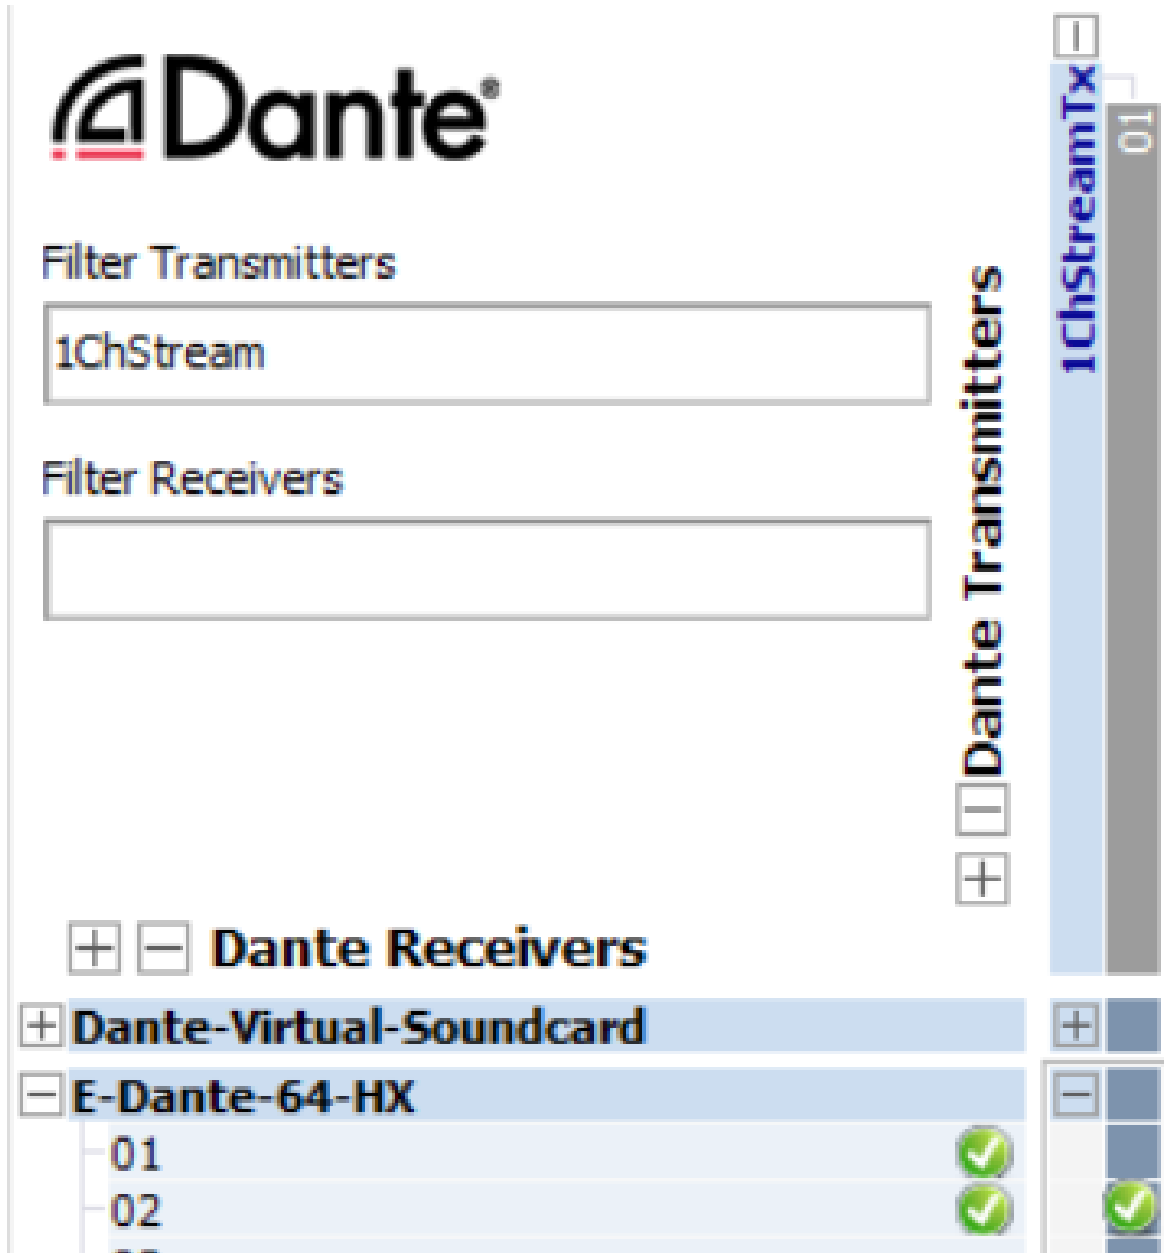 Dante®
Filter Transmitters
1ChStream
Filter Receivers
Dante Transmitters
1ChStreamTx
01
Dante Receivers
Dante-Virtual-Soundcard
E-Dante-64-HX
01
02